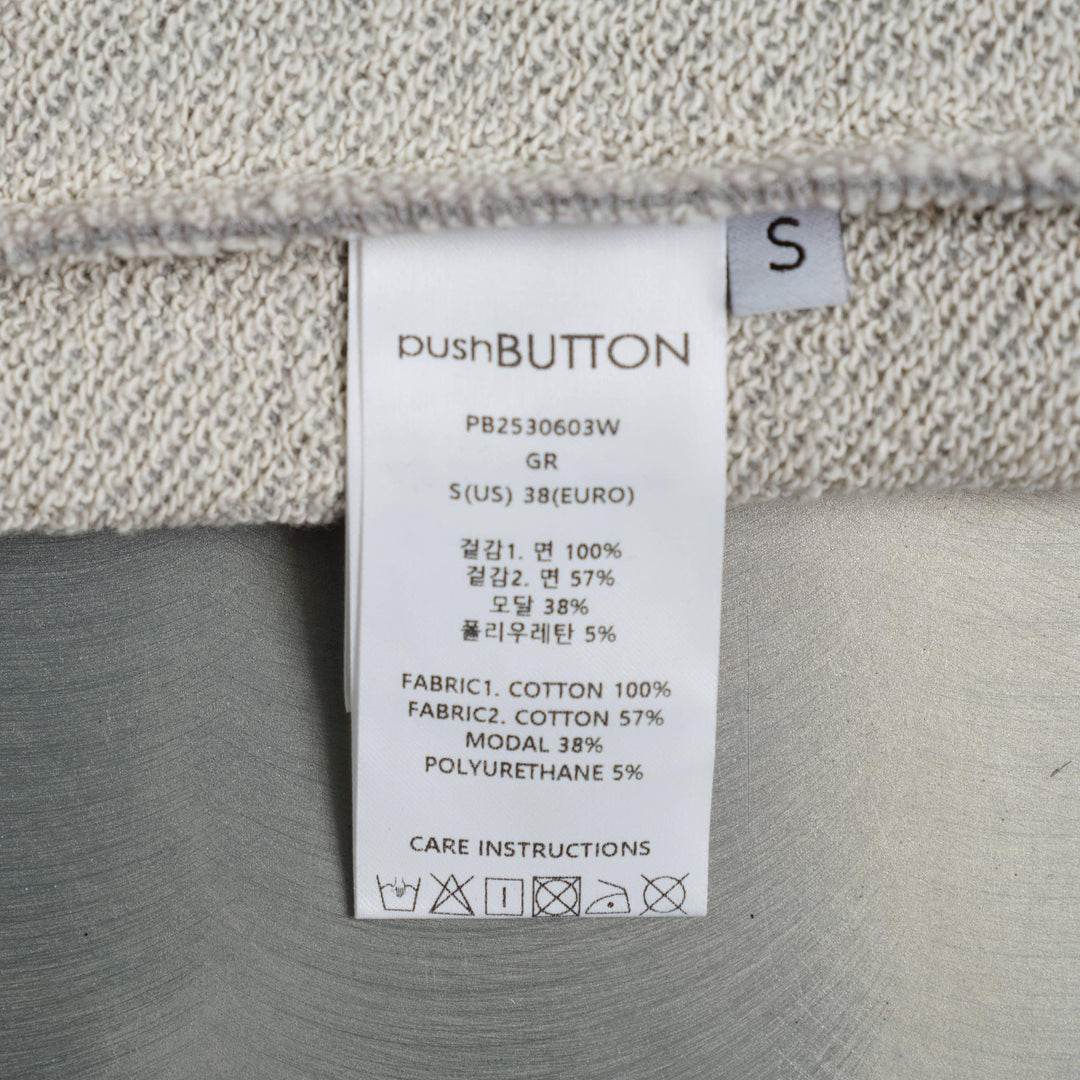 S
pushBUTTON
PB2530603W
GR
S(US) 38(EURO)
겉감1. 면 100%
겉감2. 면 57%
모달 38%
폴리우레탄 5%
FABRIC1. COTTON 100%
FABRIC2. COTTON 57%
MODAL 38%
POLYURETHANE 5%
CARE INSTRUCTIONS